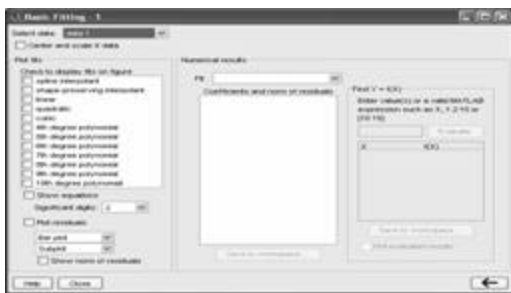 Basic Fitting - 1
Select data: data 1
Center and scale X data
Plot fits
Check to display fits on figure
spline interpolant
shape-preserving interpolant
linear
quadratic
cubic
4th degree polynomial
5th degree polynomial
6th degree polynomial
7th degree polynomial
8th degree polynomial
9th degree polynomial
10th degree polynomial
Show equations
Significant digits: 2
Plot residuals
Bar plot
Subplot
Show norm of residuals
Numerical results
Fit:
Coefficients and norm of residuals
Save to workspace...
Find Y = f(X)
Enter value(s) or a valid MATLAB
expression such as X, 1:2:10 or
[10 15]
Evaluate
X f(X)
Save to workspace...
Plot evaluated results
Help Close